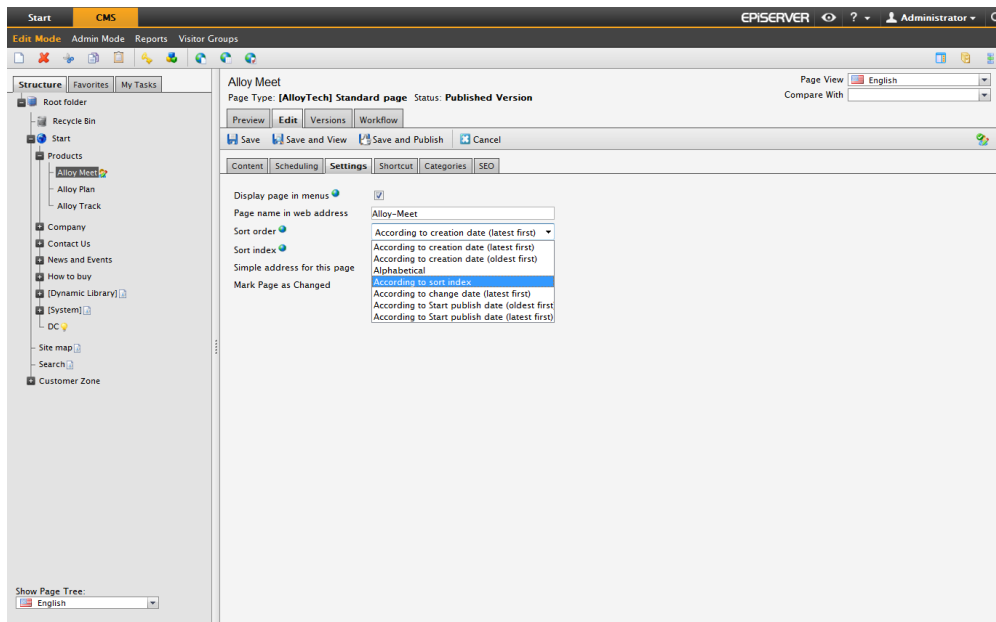 Start CMS EPiSERVER ? Administrator
Edit Mode Admin Mode Reports Visitor Groups
Structure Favorites My Tasks
Root folder
Recycle Bin
Start
Products
Alloy Meet
Alloy Plan
Alloy Track
Company
Contact Us
News and Events
How to buy
[Dynamic Library]
[System]
DC
Site map
Search
Customer Zone
Show Page Tree:
English
Alloy Meet
Page Type: [AlloyTech] Standard page Status: Published Version
Page View English
Compare With
Preview Edit Versions Workflow
Save Save and View Save and Publish Cancel
Content Scheduling Settings Shortcut Categories SEO
Display page in menus
Page name in web address Alloy-Meet
Sort order According to creation date (latest first)
Sort index
Simple address for this page
Mark Page as Changed
According to creation date (latest first)
According to creation date (oldest first)
Alphabetical
According to sort index
According to change date (latest first)
According to Start publish date (oldest first
According to Start publish date (latest first)